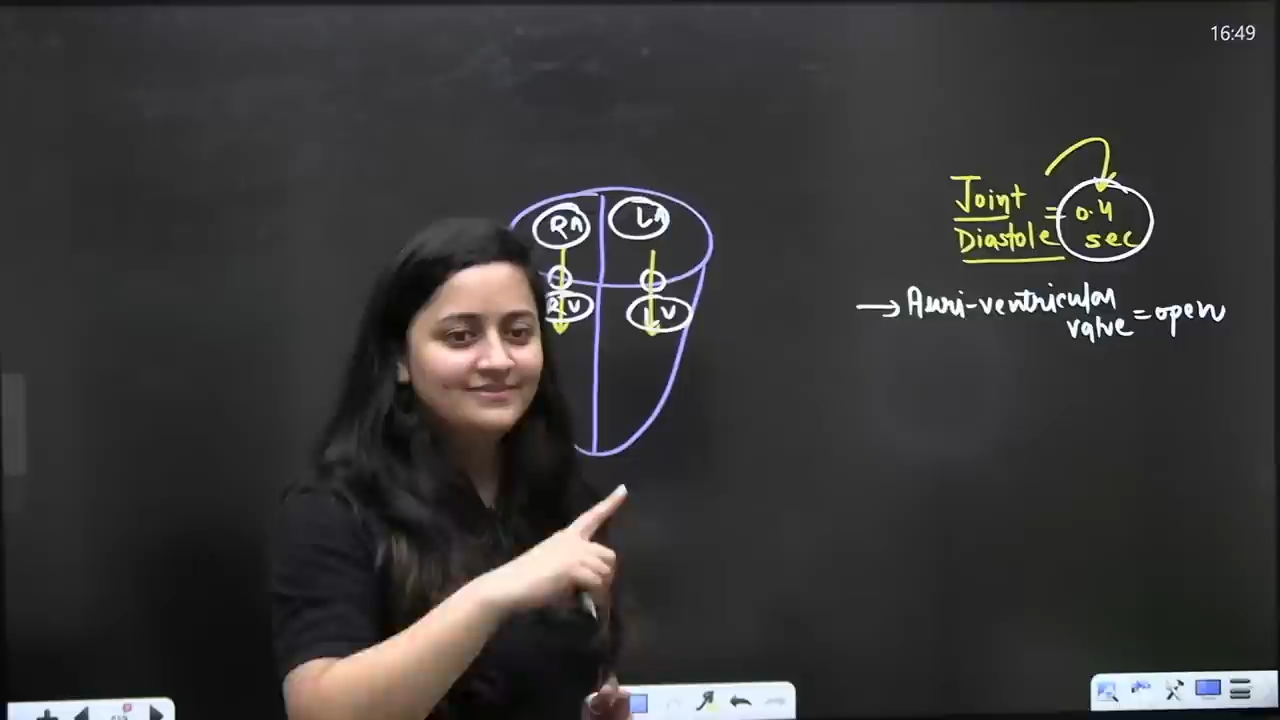 16:49
RA LA
RV LV
Joint
Diastole = 0.4 sec
→ Auri-ventricular
valve = open